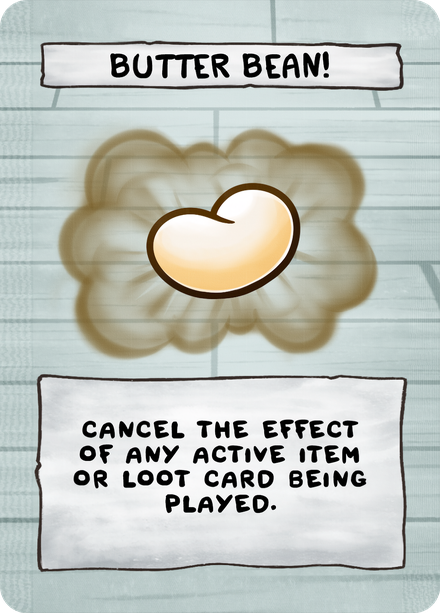 BUTTER BEAN!
CANCEL THE EFFECT
OF ANY ACTIVE ITEM
OR LOOT CARD BEING
PLAYED.